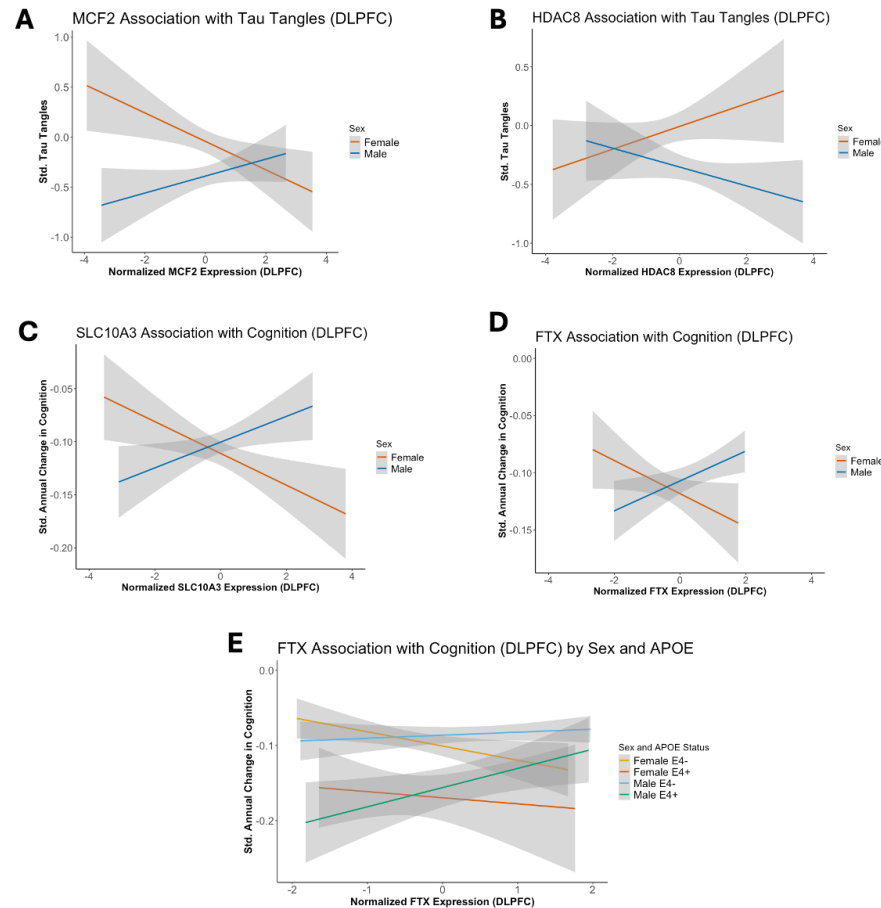 A
MCF2 Association with Tau Tangles (DLPFC)
1.0
0.5
0.0
-0.5
-1.0
Std. Tau Tangles
-4 -2 0 2 4
Normalized MCF2 Expression (DLPFC)
Sex
Female
Male
B
HDAC8 Association with Tau Tangles (DLPFC)
0.5
0.0
-0.5
-1.0
Std. Tau Tangles
-4 -2 0 2 4
Normalized HDAC8 Expression (DLPFC)
Sex
Female
Male
C
SLC10A3 Association with Cognition (DLPFC)
-0.05
-0.10
-0.15
-0.20
Std. Annual Change in Cognition
-4 -2 0 2 4
Normalized SLC10A3 Expression (DLPFC)
Sex
Female
Male
D
FTX Association with Cognition (DLPFC)
0.00
-0.05
-0.10
-0.15
Std. Annual Change in Cognition
-4 -2 0 2 4
Normalized FTX Expression (DLPFC)
Sex
Female
Male
E
FTX Association with Cognition (DLPFC) by Sex and APOE
0.0
-0.1
-0.2
Std. Annual Change in Cognition
-2 -1 0 1 2
Normalized FTX Expression (DLPFC)
Sex and APOE Status
Female E4-
Female E4+
Male E4-
Male E4+